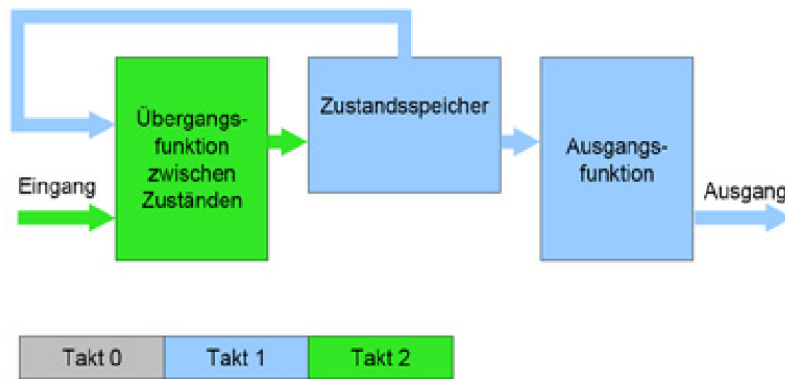 Übergangs-
funktion
zwischen
Zuständen
Zustandsspeicher
Ausgangs-
funktion
Eingang
Ausgang
Takt 0
Takt 1
Takt 2